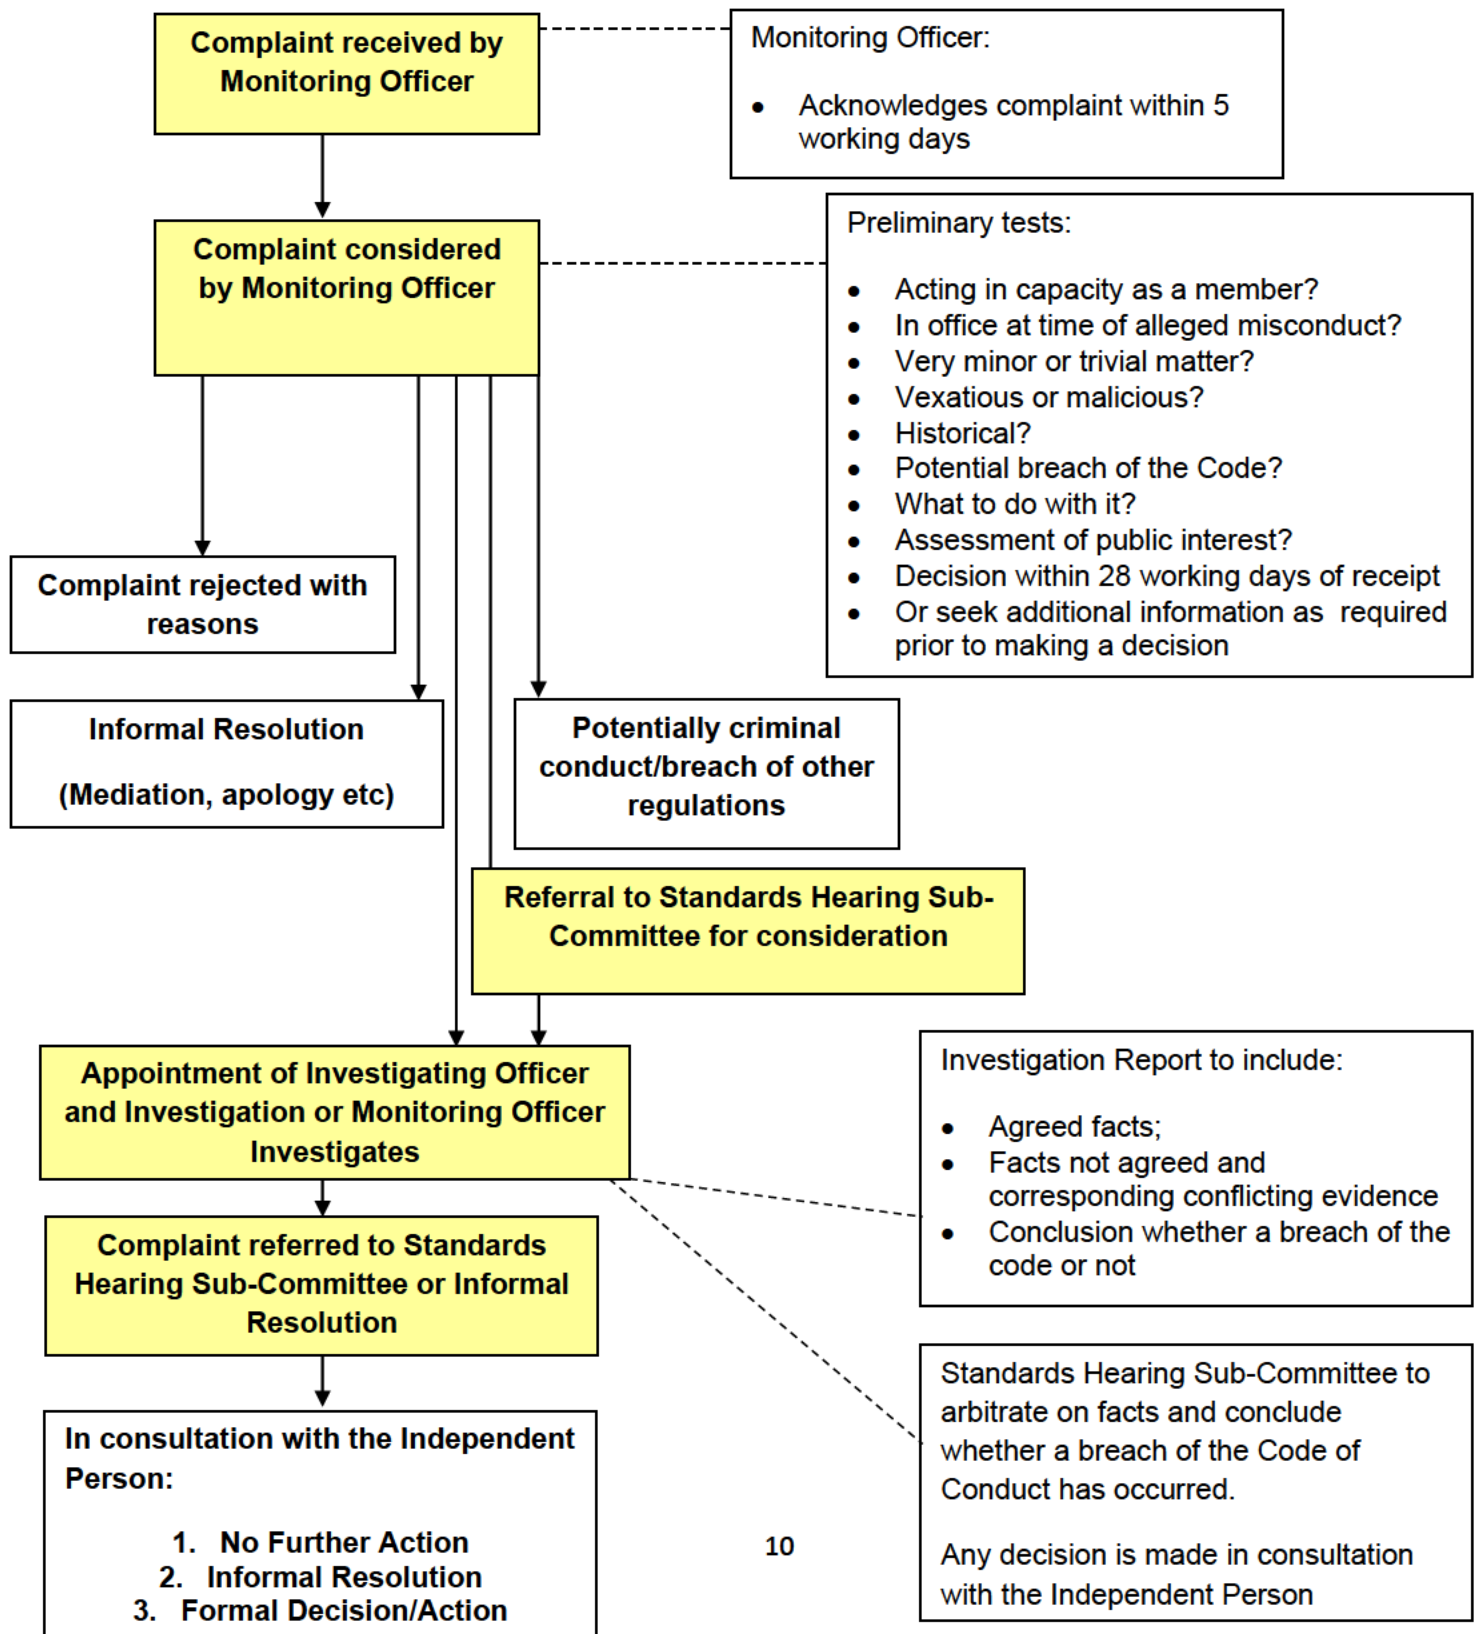 Complaint received by
Monitoring Officer
Monitoring Officer:
• Acknowledges complaint within 5
working days
Complaint considered
by Monitoring Officer
Preliminary tests:
• Acting in capacity as a member?
• In office at time of alleged misconduct?
• Very minor or trivial matter?
• Vexatious or malicious?
• Historical?
• Potential breach of the Code?
• What to do with it?
• Assessment of public interest?
• Decision within 28 working days of receipt
• Or seek additional information as required
prior to making a decision
Complaint rejected with
reasons
Informal Resolution
(Mediation, apology etc)
Potentially criminal
conduct/breach of other
regulations
Referral to Standards Hearing Sub-
Committee for consideration
Appointment of Investigating Officer
and Investigation or Monitoring Officer
Investigates
Investigation Report to include:
• Agreed facts;
• Facts not agreed and
corresponding conflicting evidence
• Conclusion whether a breach of the
code or not
Complaint referred to Standards
Hearing Sub-Committee or Informal
Resolution
Standards Hearing Sub-Committee to
arbitrate on facts and conclude
whether a breach of the Code of
Conduct has occurred.
Any decision is made in consultation
with the Independent Person
In consultation with the Independent
Person:
1. No Further Action
2. Informal Resolution
3. Formal Decision/Action
10